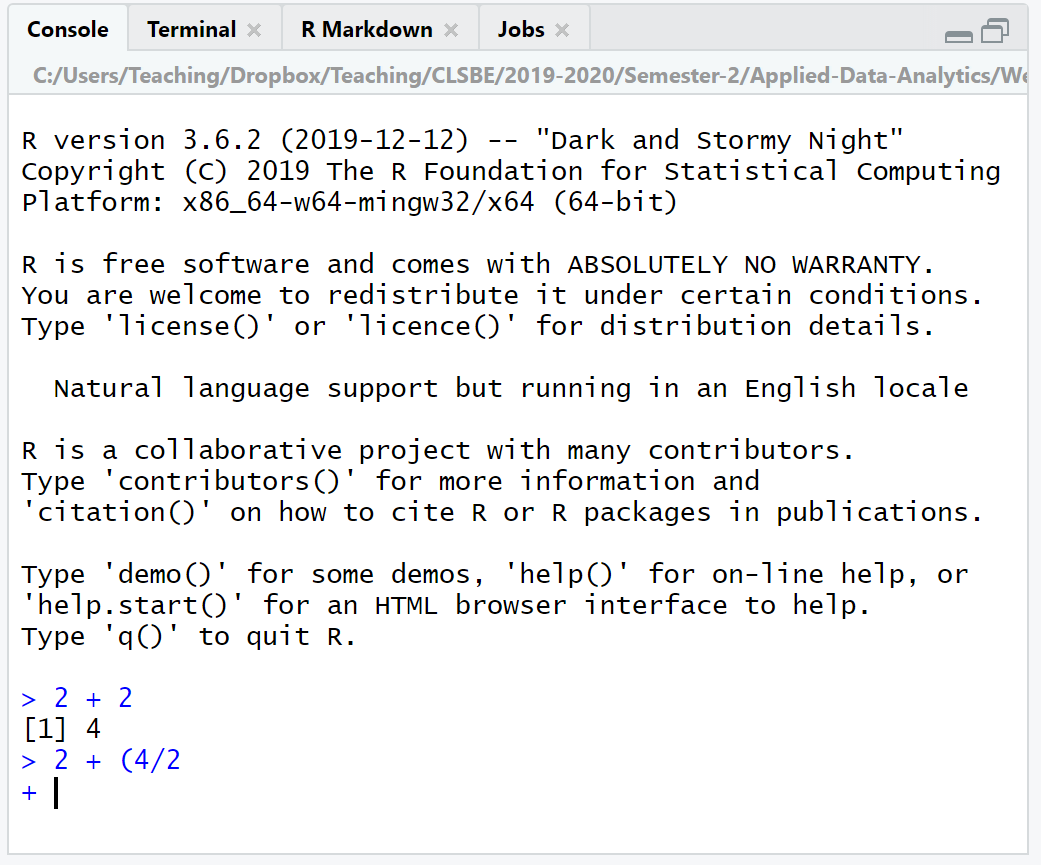 Console Terminal R Markdown Jobs
C:/Users/Teaching/Dropbox/Teaching/CLSBE/2019-2020/Semester-2/Applied-Data-Analytics/We
R version 3.6.2 (2019-12-12) -- "Dark and Stormy Night"
Copyright (C) 2019 The R Foundation for Statistical Computing
Platform: x86_64-w64-mingw32/x64 (64-bit)
R is free software and comes with ABSOLUTELY NO WARRANTY.
You are welcome to redistribute it under certain conditions.
Type 'license()' or 'licence()' for distribution details.
Natural language support but running in an English locale
R is a collaborative project with many contributors.
Type 'contributors()' for more information and
'citation()' on how to cite R or R packages in publications.
Type 'demo()' for some demos, 'help()' for on-line help, or
'help.start()' for an HTML browser interface to help.
Type 'q()' to quit R.
> 2 + 2
[1] 4
> 2 + (4/2
+